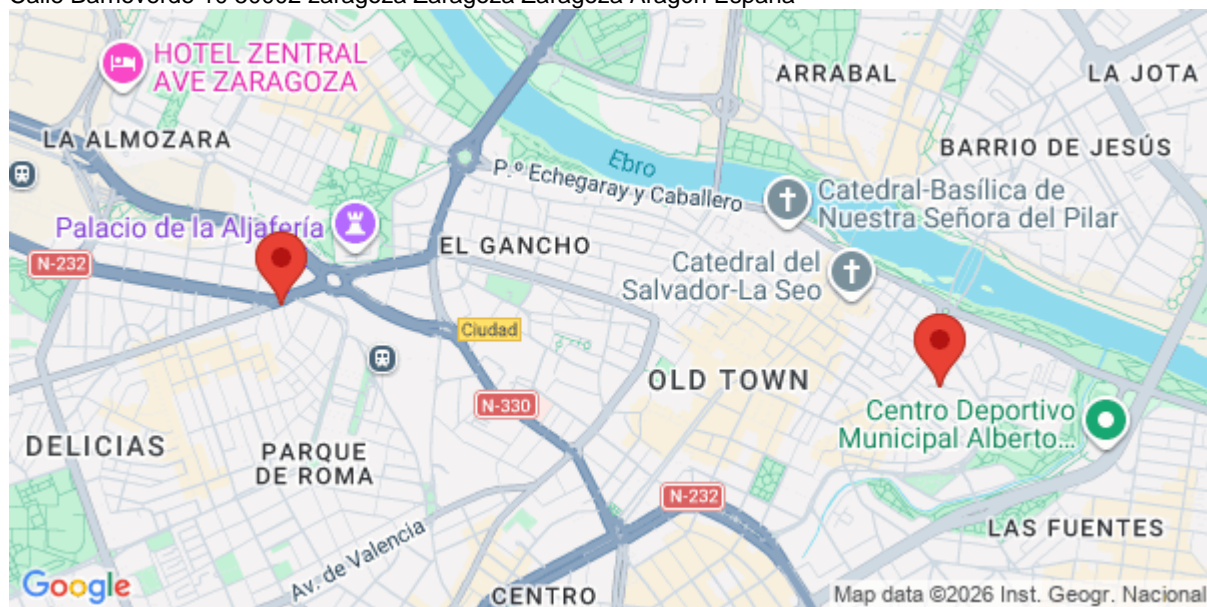 HOTEL ZENTRAL
AVE ZARAGOZA
ARRABAL
LA JOTA
LA ALMOZARA
BARRIO DE JESÚS
Ebro
P.º Echegaray y Caballero
Catedral-Basílica de
Nuestra Señora del Pilar
Palacio de la Aljafería
EL GANCHO
N-232
Catedral del
Salvador-La Seo
Ciudad
OLD TOWN
N-330
Centro Deportivo
Municipal Alberto...
DELICIAS
PARQUE
DE ROMA
N-232
LAS FUENTES
Av. de Valencia
Google
CENTRO
Map data ©2026 Inst. Geogr. Nacional